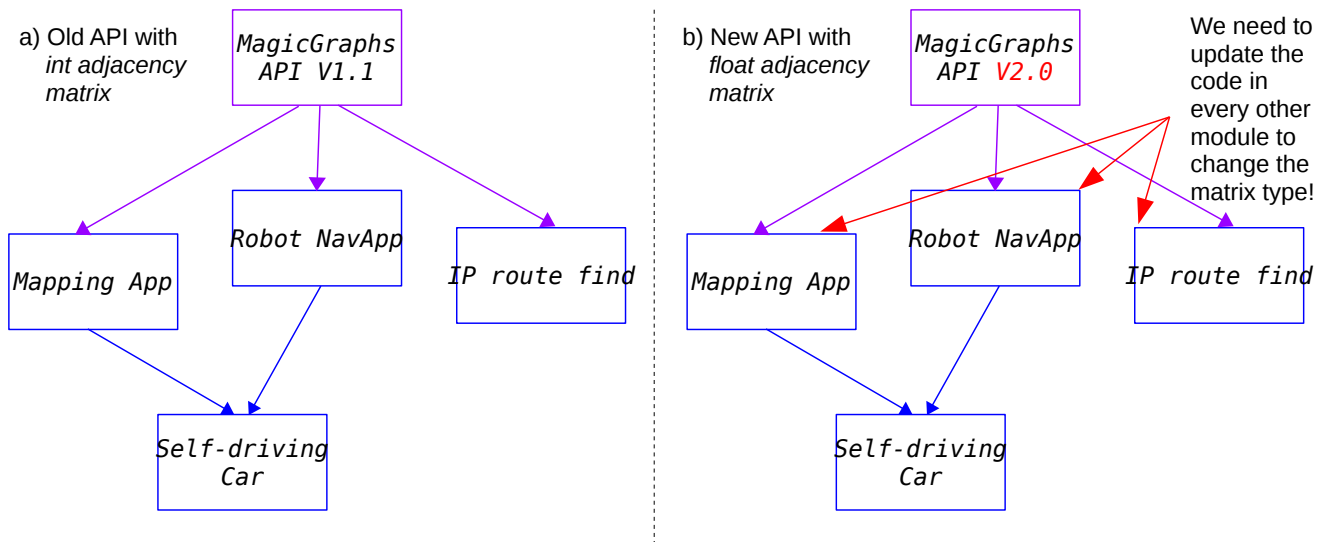 a) Old API with
int adjacency
matrix
MagicGraphs
API V1.1
Mapping App
Robot NavApp
IP route find
Self-driving
Car
b) New API with
float adjacency
matrix
MagicGraphs
API V2.0
We need to
update the
code in
every other
module to
change the
matrix type!
Mapping App
Robot NavApp
IP route find
Self-driving
Car